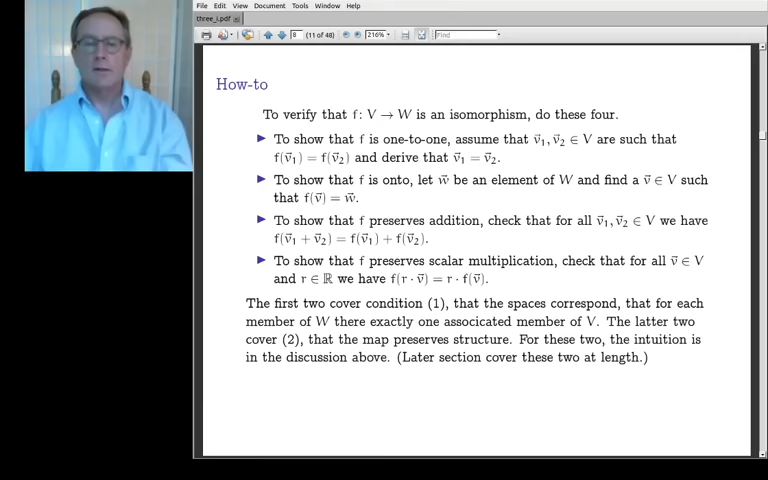 File Edit View Document Tools Window Help
three_i.pdf
8 (11 of 48) 216% Find
How-to
To verify that f: V → W is an isomorphism, do these four.
To show that f is one-to-one, assume that v⃗₁, v⃗₂ ∈ V are such that
f(v⃗₁) = f(v⃗₂) and derive that v⃗₁ = v⃗₂.
To show that f is onto, let w⃗ be an element of W and find a v⃗ ∈ V such
that f(v⃗) = w⃗.
To show that f preserves addition, check that for all v⃗₁, v⃗₂ ∈ V we have
f(v⃗₁ + v⃗₂) = f(v⃗₁) + f(v⃗₂).
To show that f preserves scalar multiplication, check that for all v⃗ ∈ V
and r ∈ ℝ we have f(r · v⃗) = r · f(v⃗).
The first two cover condition (1), that the spaces correspond, that for each
member of W there exactly one associcated member of V. The latter two
cover (2), that the map preserves structure. For these two, the intuition is
in the discussion above. (Later section cover these two at length.)